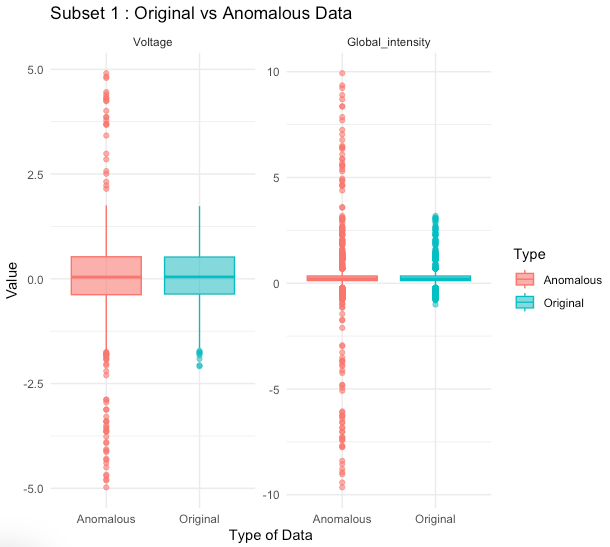 Subset 1 : Original vs Anomalous Data
Voltage
Global_intensity
5.0
2.5
0.0
-2.5
-5.0
10
5
0
-5
-10
Value
Anomalous
Original
Anomalous
Original
Type of Data
Type
Anomalous
Original